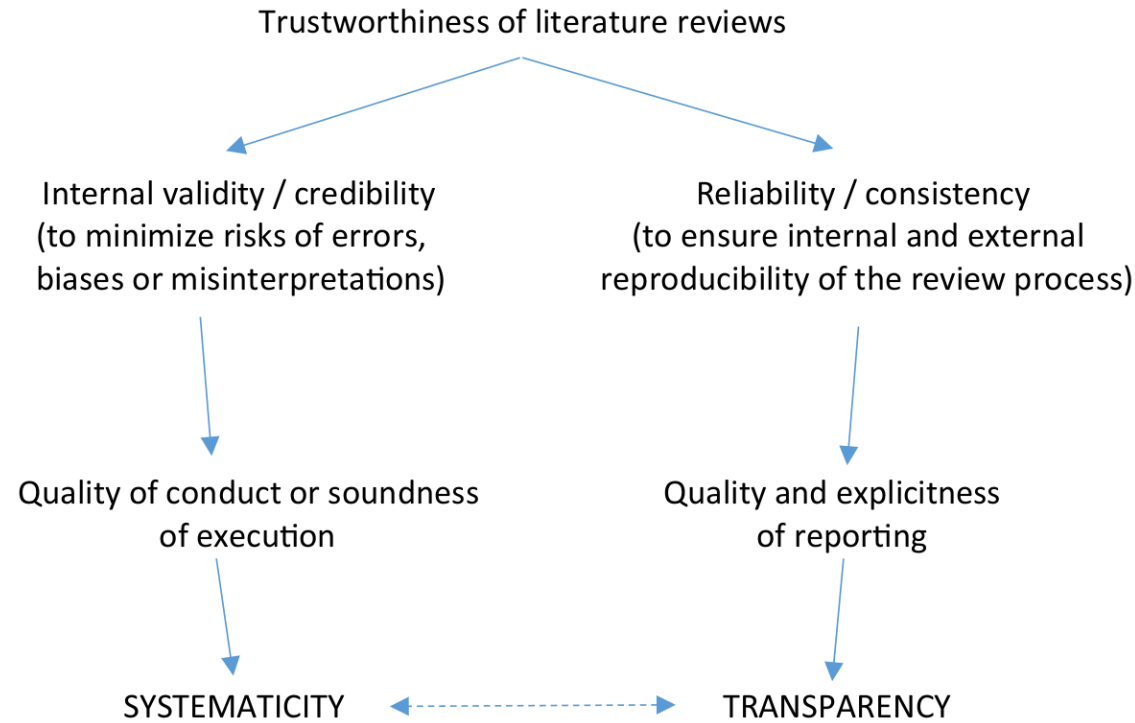 Trustworthiness of literature reviews
Internal validity / credibility
(to minimize risks of errors,
biases or misinterpretations)
Reliability / consistency
(to ensure internal and external
reproducibility of the review process)
Quality of conduct or soundness
of execution
Quality and explicitness
of reporting
SYSTEMATICITY
TRANSPARENCY